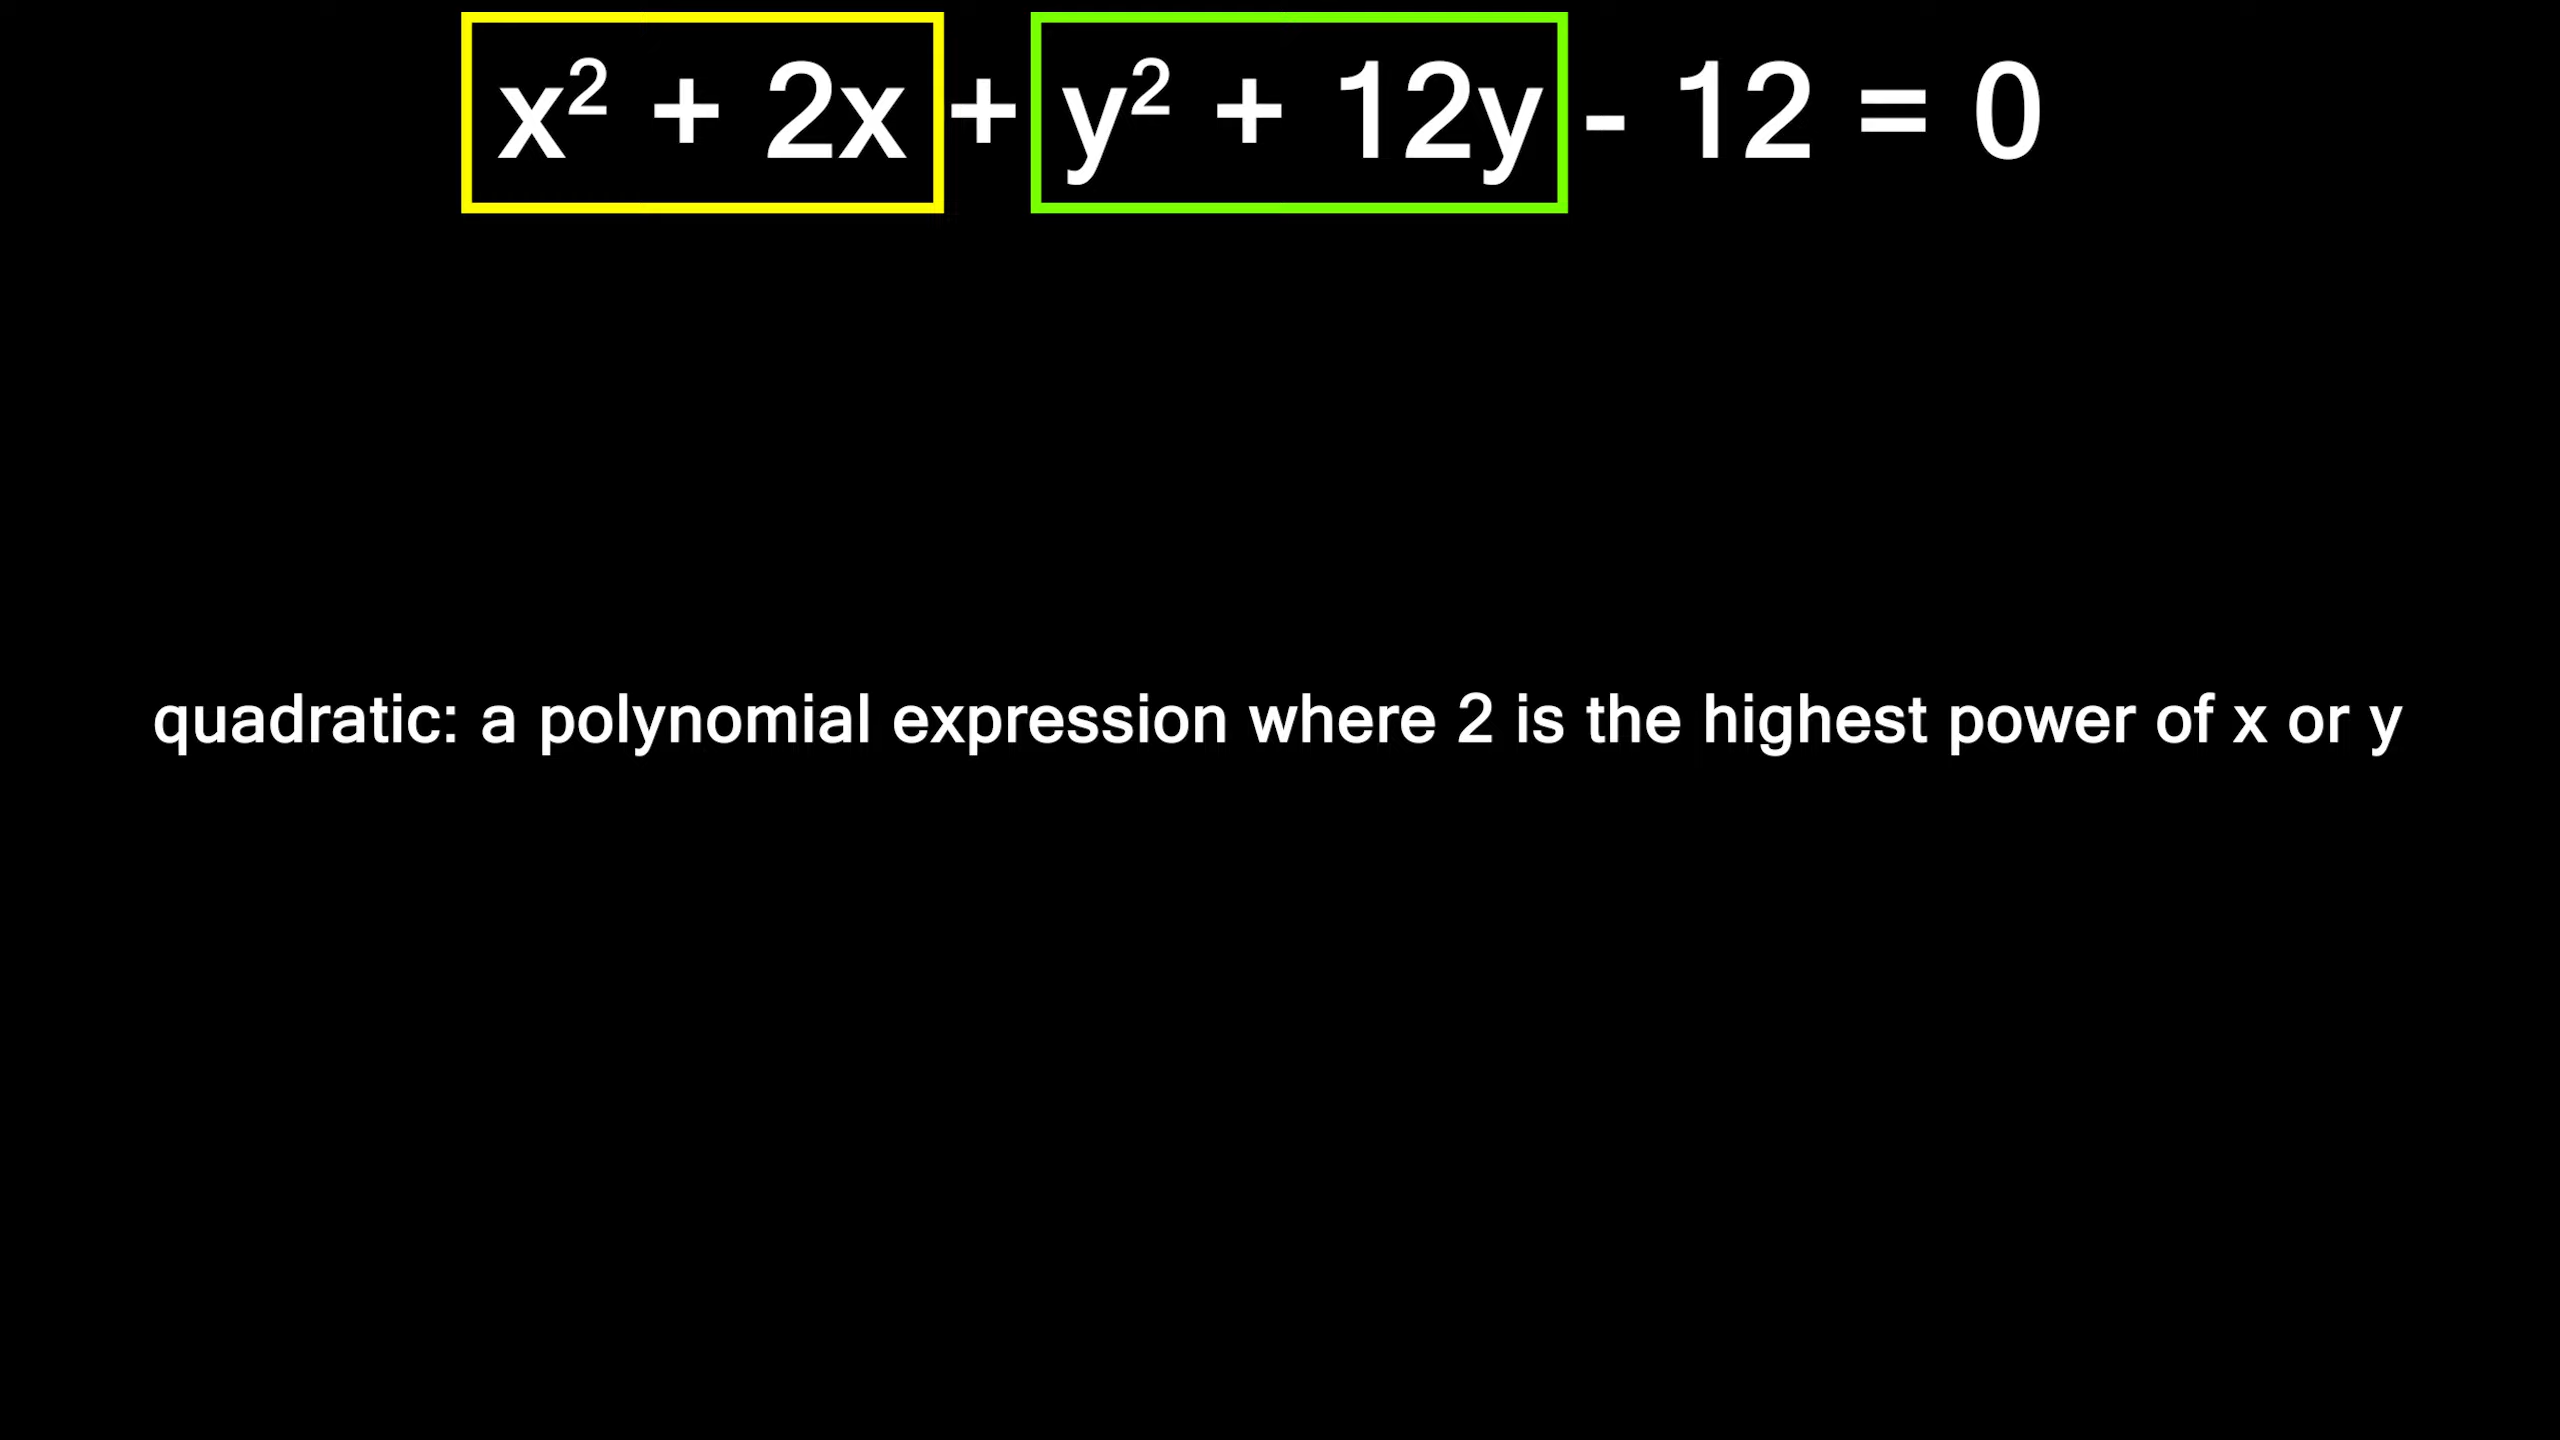 x² + 2x + y² + 12y - 12 = 0
quadratic: a polynomial expression where 2 is the highest power of x or y